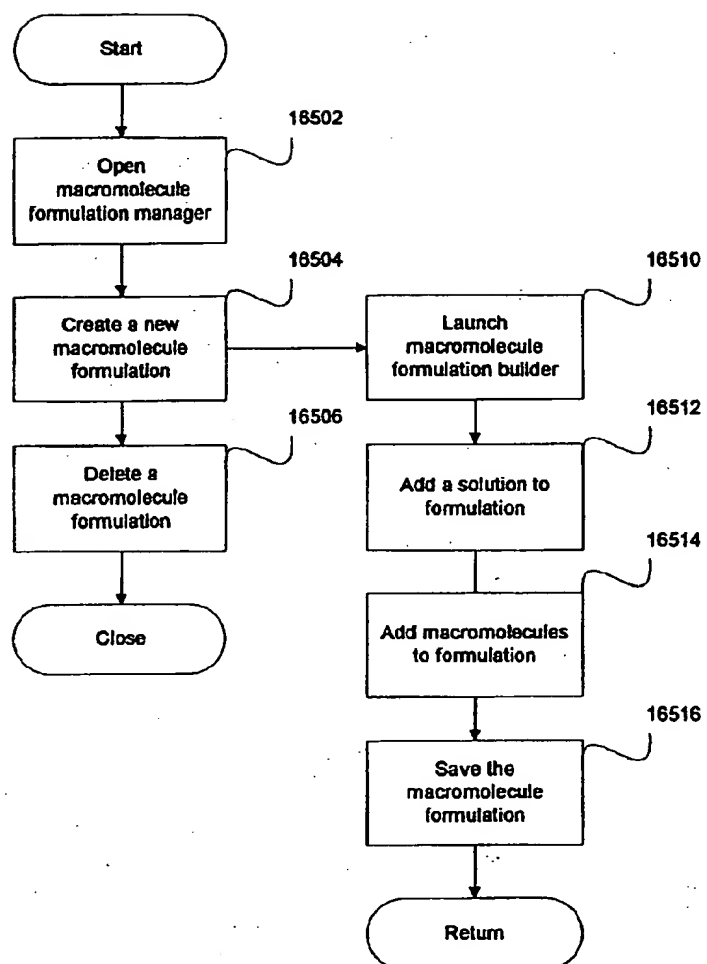 Start
16502
Open
macromolecule
formulation manager
16504
Create a new
macromolecule
formulation
16506
Delete a
macromolecule
formulation
Close
16510
Launch
macromolecule
formulation builder
16512
Add a solution to
formulation
16514
Add macromolecules
to formulation
16516
Save the
macromolecule
formulation
Return